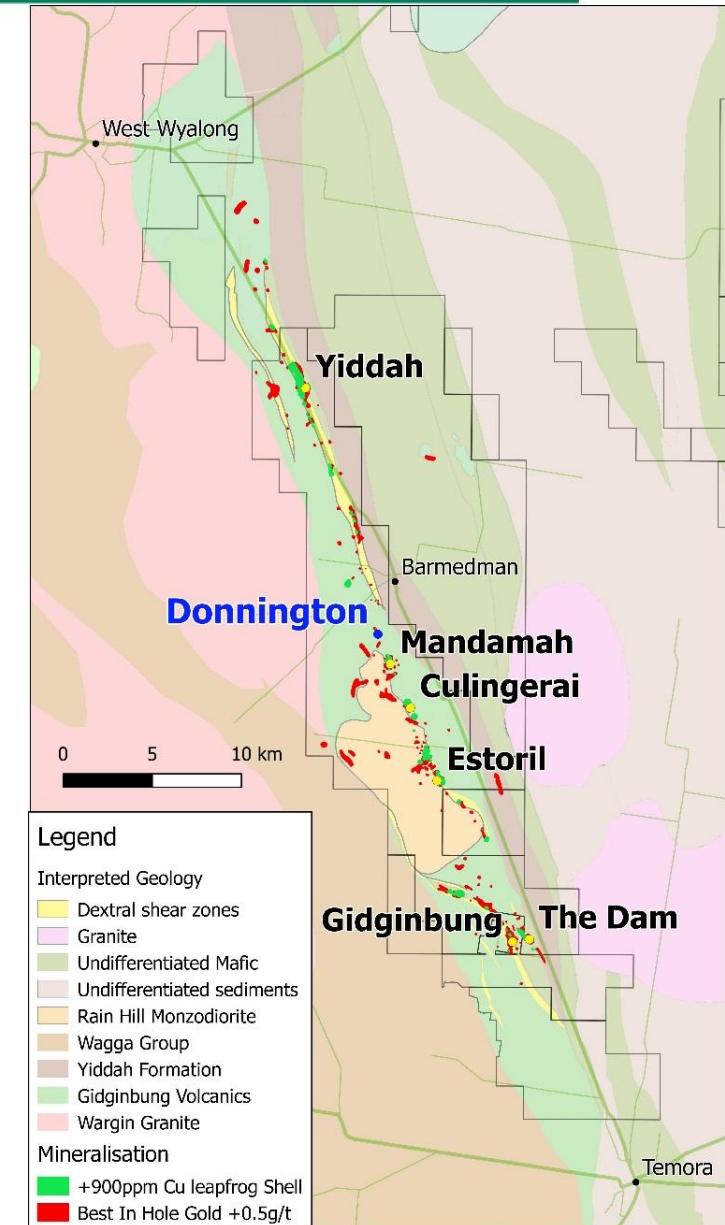 West Wyalong
Yiddah
Barmedman
Donnington
Mandamah
Culingerai
0 5 10 km
Estoril
Gidginbung
The Dam
Temora
Legend
Interpreted Geology
Dextral shear zones
Granite
Undifferentiated Mafic
Undifferentiated sediments
Rain Hill Monzodiorite
Wagga Group
Yiddah Formation
Gidginbung Volcanics
Wargin Granite
Mineralisation
+900ppm Cu leapfrog Shell
Best In Hole Gold +0.5g/t